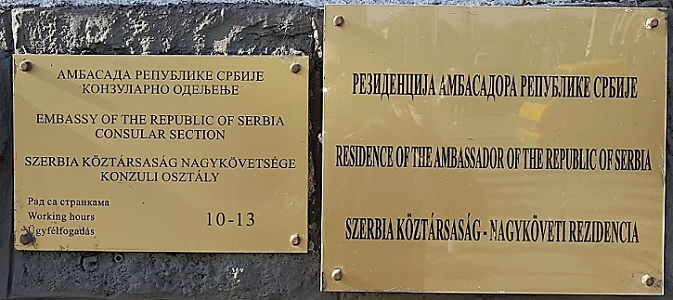 АМБАСАДА РЕПУБЛИКЕ СРБИЈЕ
КОНЗУЛАРНО ОДЕЉЕЊЕ
EMBASSY OF THE REPUBLIC OF SERBIA
CONSULAR SECTION
SZERBIA KÖZTÁRSASÁG NAGYKÖVETSÉGE
KONZULI OSZTÁLY
Рад са странкама
Working hours
Ügyfélfogadás
10-13
РЕЗИДЕНЦИЈА АМБАСАДОРА РЕПУБЛИКЕ СРБИЈЕ
RESIDENCE OF THE AMBASSADOR OF THE REPUBLIC OF SERBIA
SZERBIA KÖZTÁRSASÁG - NAGYKÖVETI REZIDENCIA